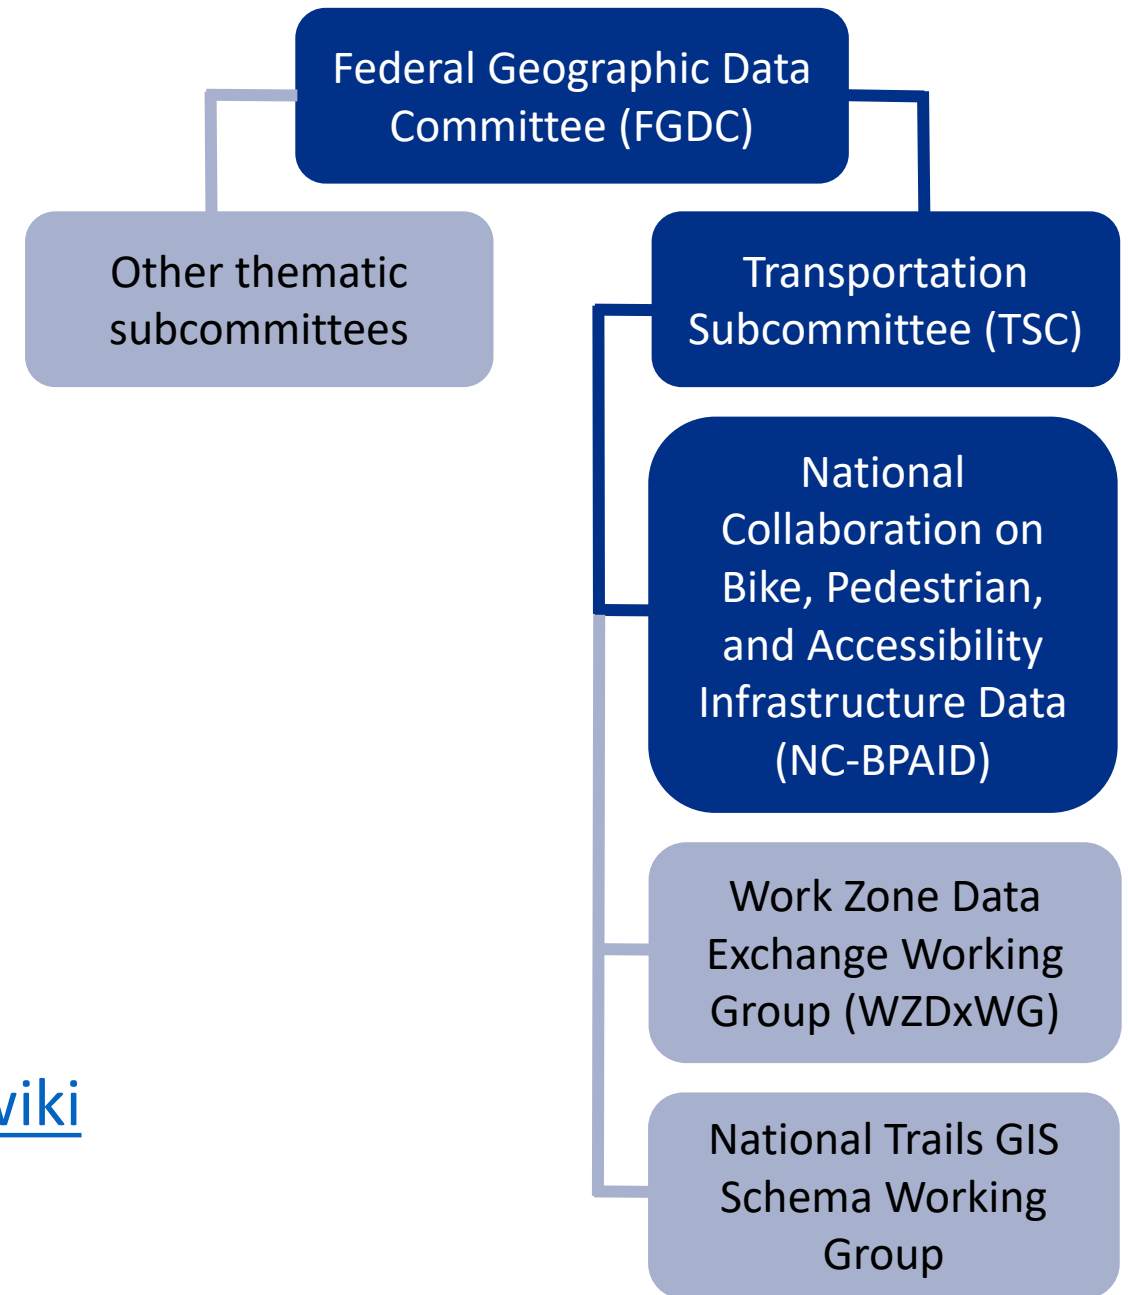 Federal Geographic Data
Committee (FGDC)
Other thematic
subcommittees
Transportation
Subcommittee (TSC)
National
Collaboration on
Bike, Pedestrian,
and Accessibility
Infrastructure Data
(NC-BPAID)
Work Zone Data
Exchange Working
Group (WZDxWG)
wiki
National Trails GIS
Schema Working
Group